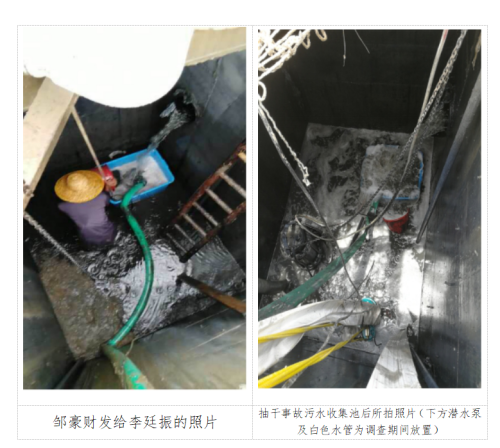 邹豪财发给李廷振的照片
抽干事故污水收集池后所拍照片（下方潜水泵
及白色水管为调查期间放置）